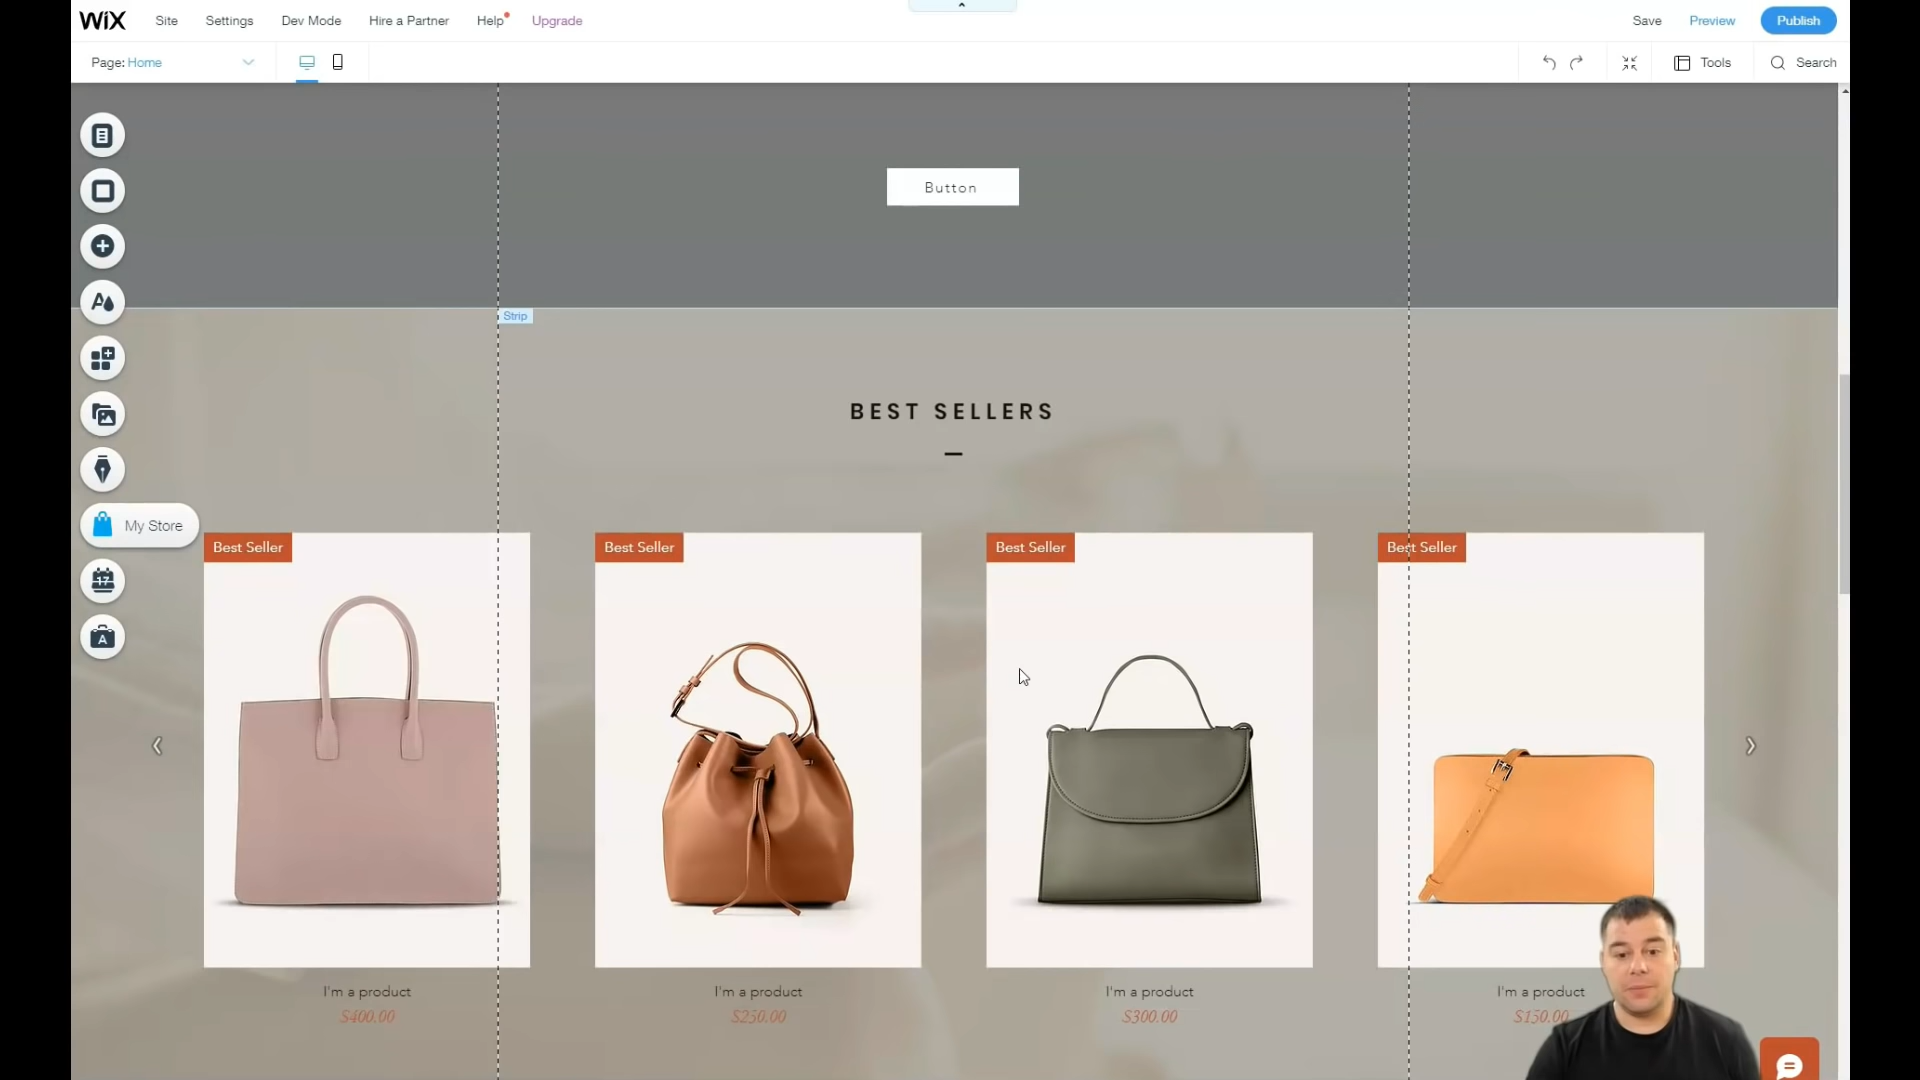 WiX Site Settings Dev Mode Hire a Partner Help Upgrade Save Preview Publish
Page: Home Tools Search
Button
Strip
BEST SELLERS
My Store
Best Seller Best Seller Best Seller Best Seller
17
A
I'm a product I'm a product I'm a product I'm a product
$400.00 $250.00 $300.00 $150.00